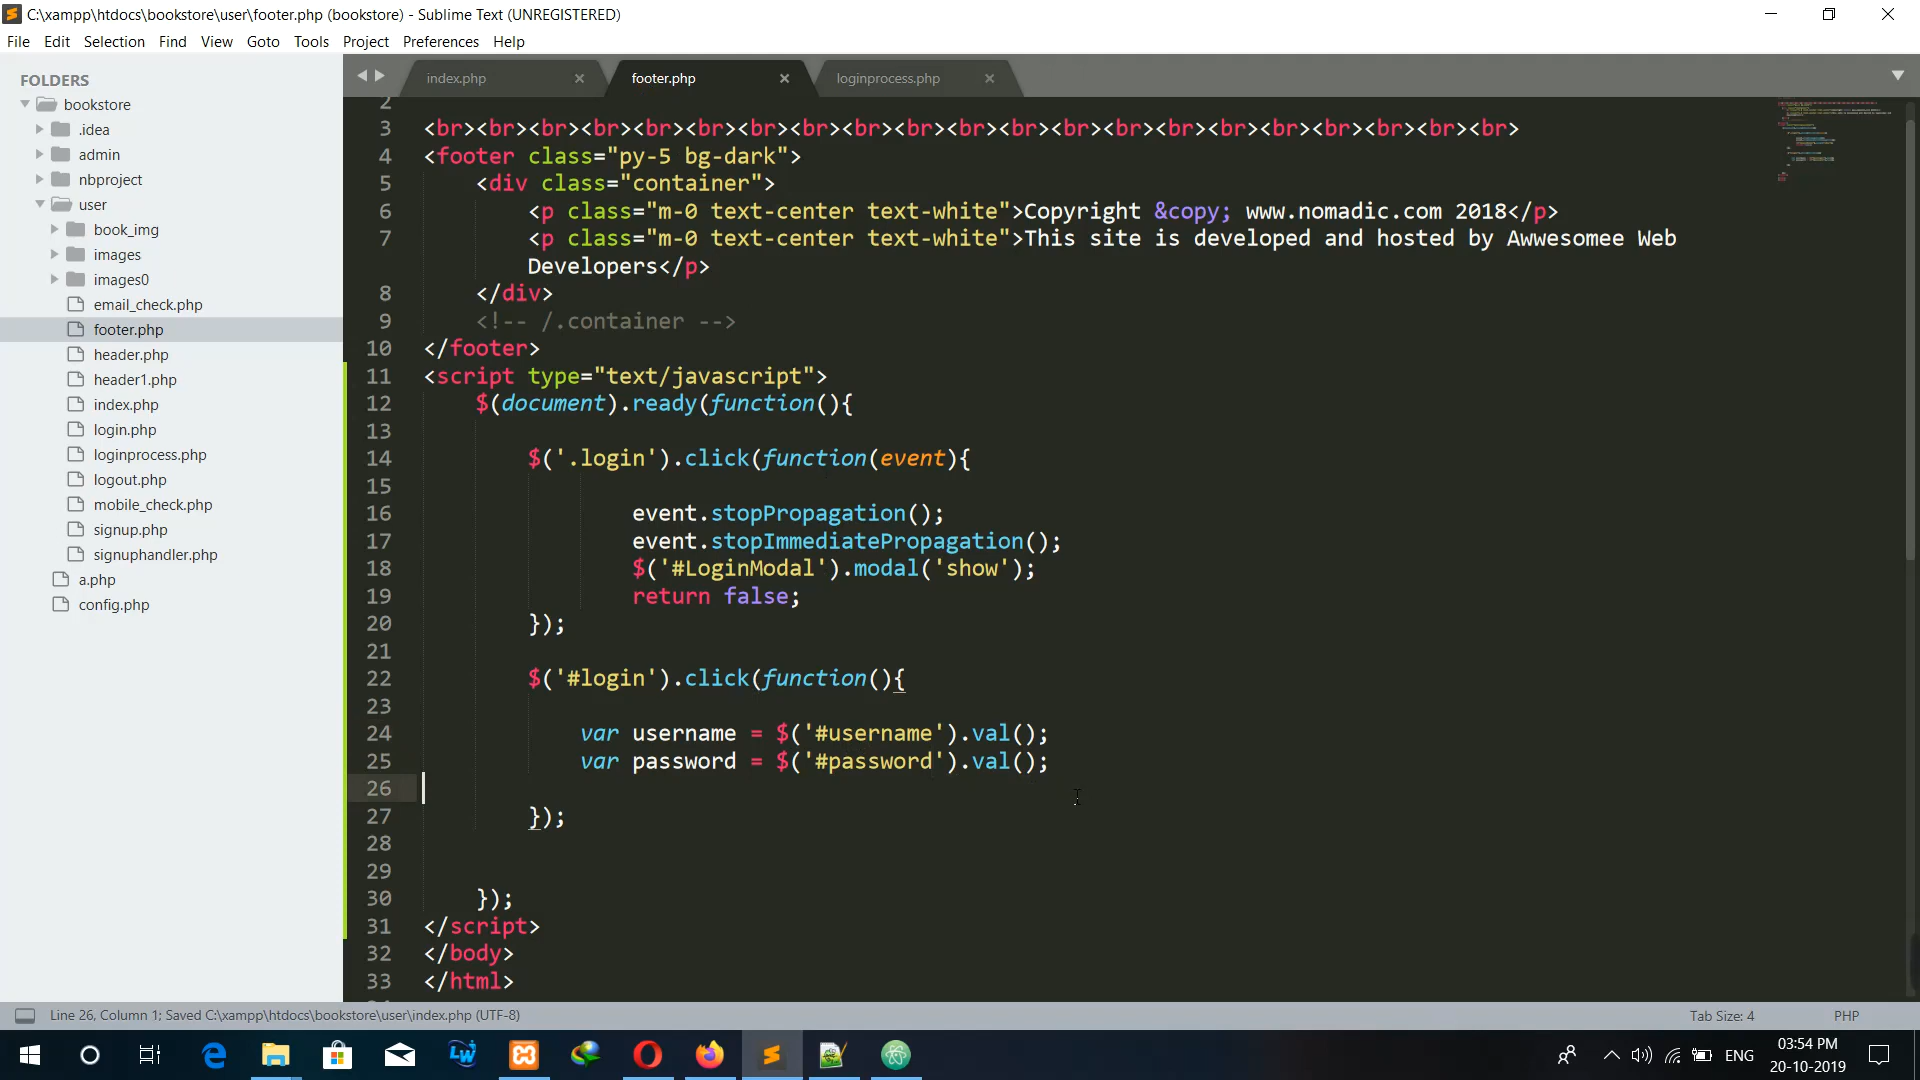 C:\xampp\htdocs\bookstore\user\footer.php (bookstore) - Sublime Text (UNREGISTERED)
File Edit Selection Find View Goto Tools Project Preferences Help
FOLDERS
bookstore
.idea
admin
nbproject
user
book_img
images
images0
email_check.php
footer.php
header.php
header1.php
index.php
login.php
loginprocess.php
logout.php
mobile_check.php
signup.php
signuphandler.php
a.php
config.php
index.php footer.php loginprocess.php
2
3 <br><br><br><br><br><br><br><br><br><br><br><br><br><br><br><br><br><br><br><br><br>
4 <footer class="py-5 bg-dark">
5 <div class="container">
6 <p class="m-0 text-center text-white">Copyright &copy; www.nomadic.com 2018</p>
7 <p class="m-0 text-center text-white">This site is developed and hosted by Awwesomee Web
Developers</p>
8 </div>
9 <!-- /.container -->
10 </footer>
11 <script type="text/javascript">
12 $(document).ready(function(){
13
14 $('.login').click(function(event){
15
16 event.stopPropagation();
17 event.stopImmediatePropagation();
18 $('#LoginModal').modal('show');
19 return false;
20 });
21
22 $('#login').click(function(){
23
24 var username = $('#username').val();
25 var password = $('#password').val();
26
27 });
28
29
30 });
31 </script>
32 </body>
33 </html>
Line 26, Column 1; Saved C:\xampp\htdocs\bookstore\user\index.php (UTF-8)
Tab Size: 4 PHP
ENG
03:54 PM
20-10-2019